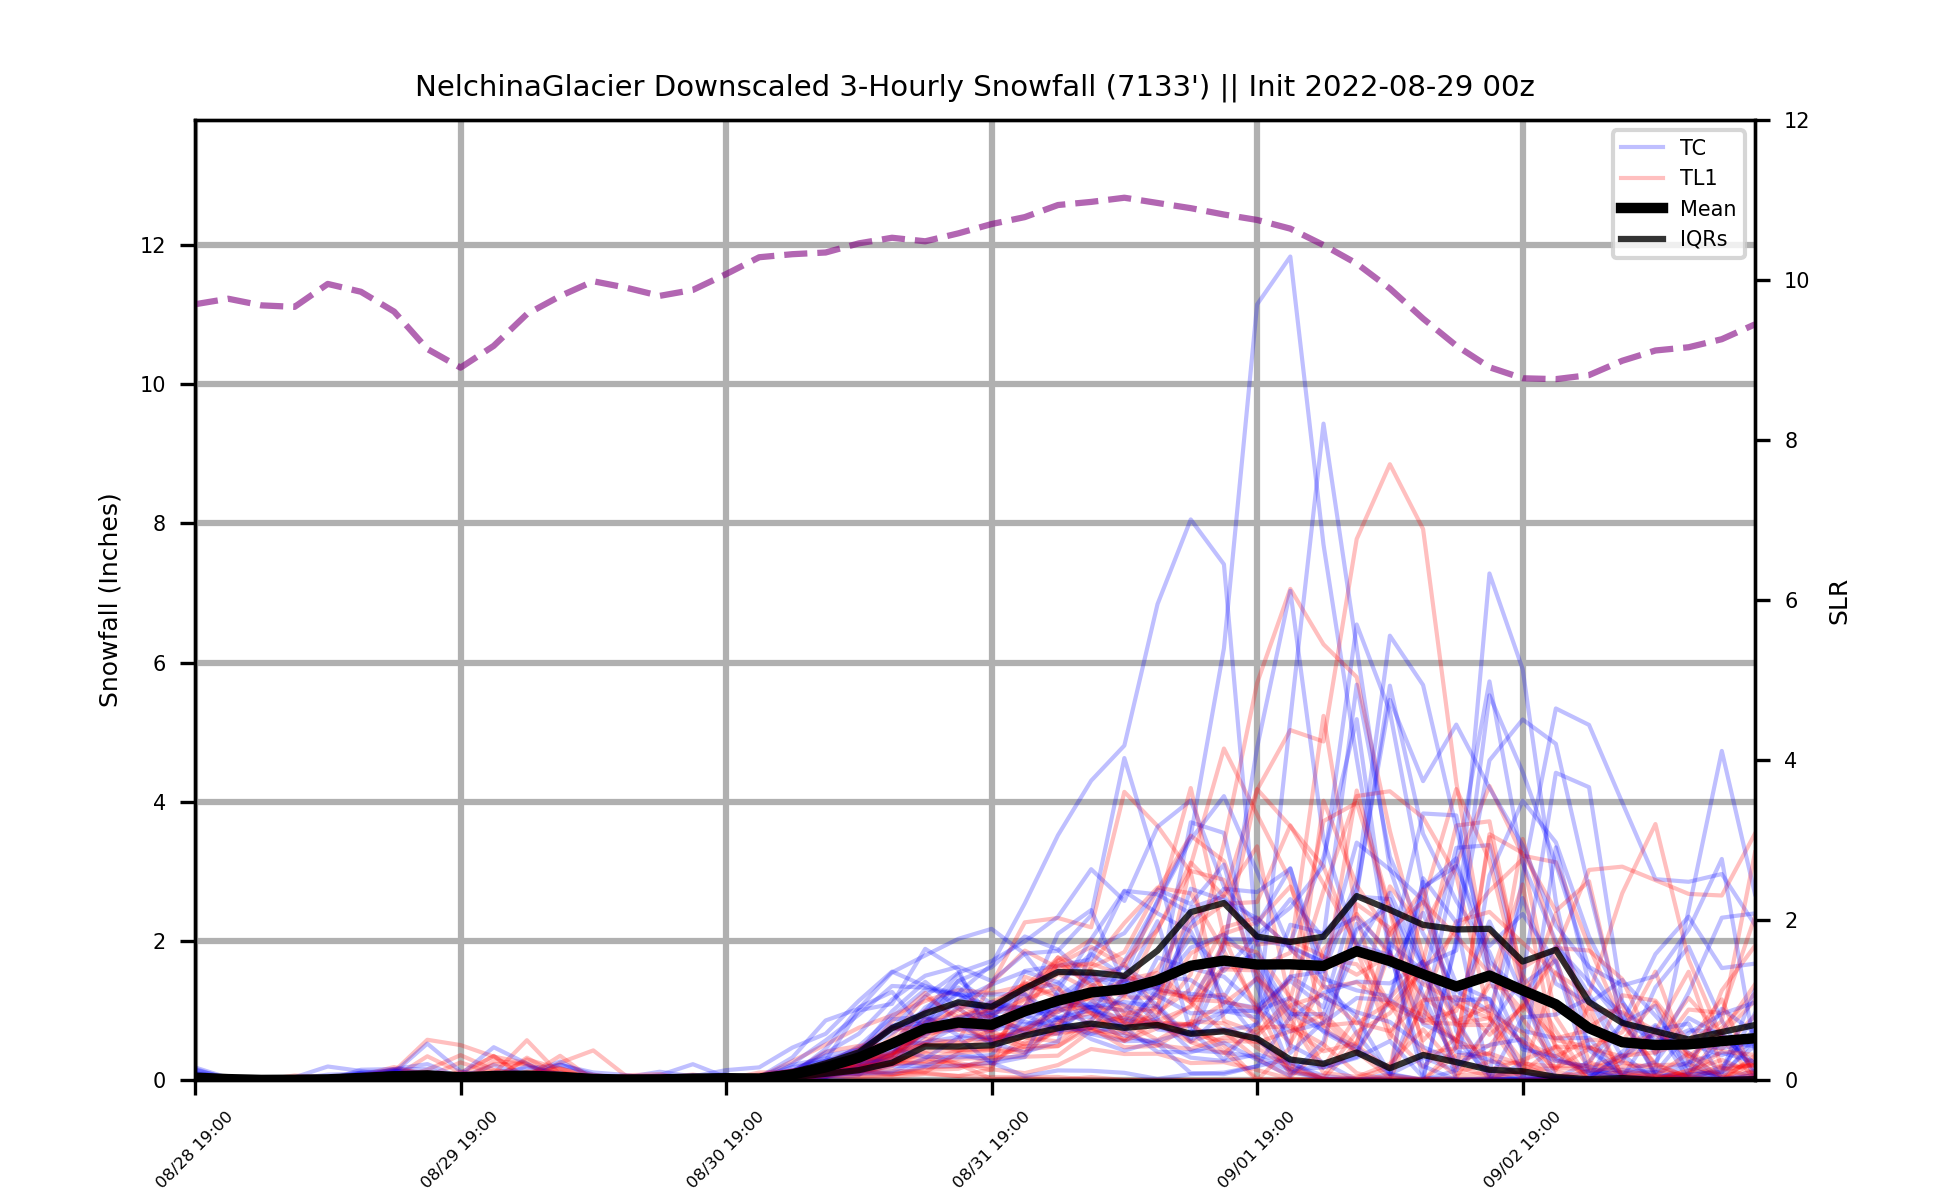 NelchinaGlacier Downscaled 3-Hourly Snowfall (7133') || Init 2022-08-29 00z
TC
TL1
Mean
IQRs
Snowfall (Inches)
12
10
8
6
4
2
0
12
10
8
6
4
2
0
SLR
08/28 19:00
08/29 19:00
08/30 19:00
08/31 19:00
09/01 19:00
09/02 19:00